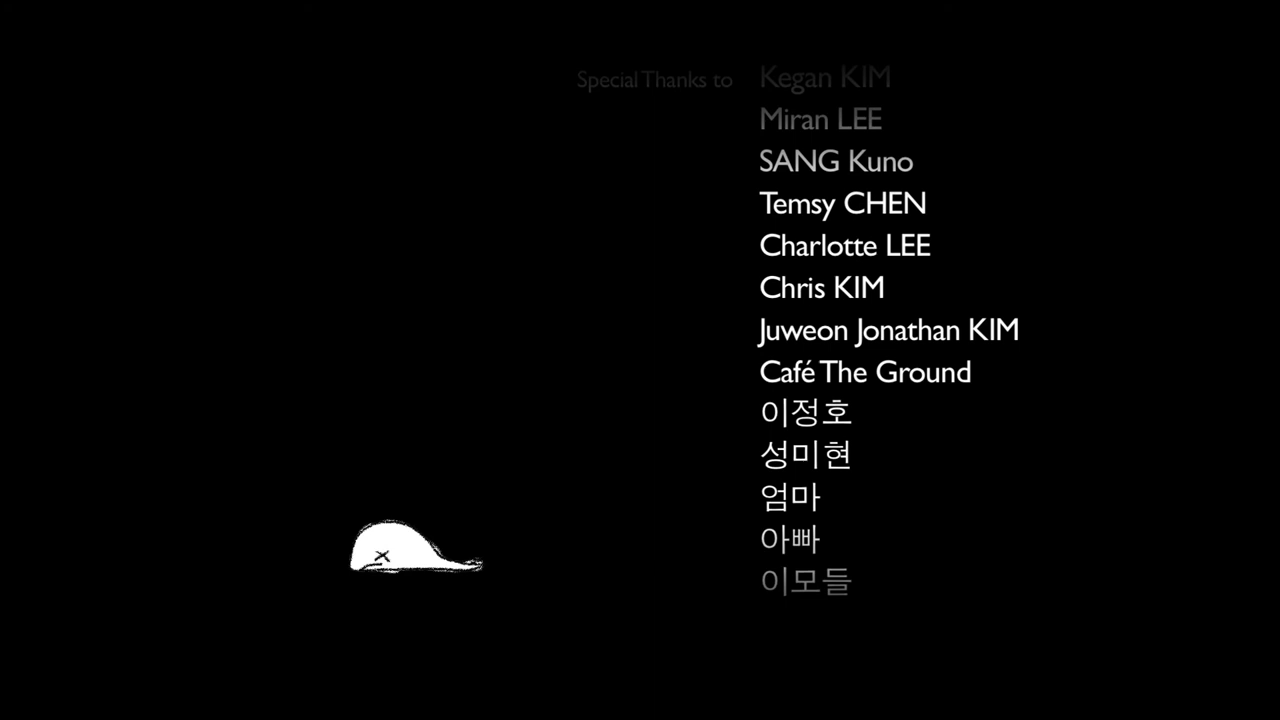 Special Thanks to Kegan KIM
Miran LEE
SANG Kuno
Temsy CHEN
Charlotte LEE
Chris KIM
Juweon Jonathan KIM
Café The Ground
이정호
성미현
엄마
아빠
이모들